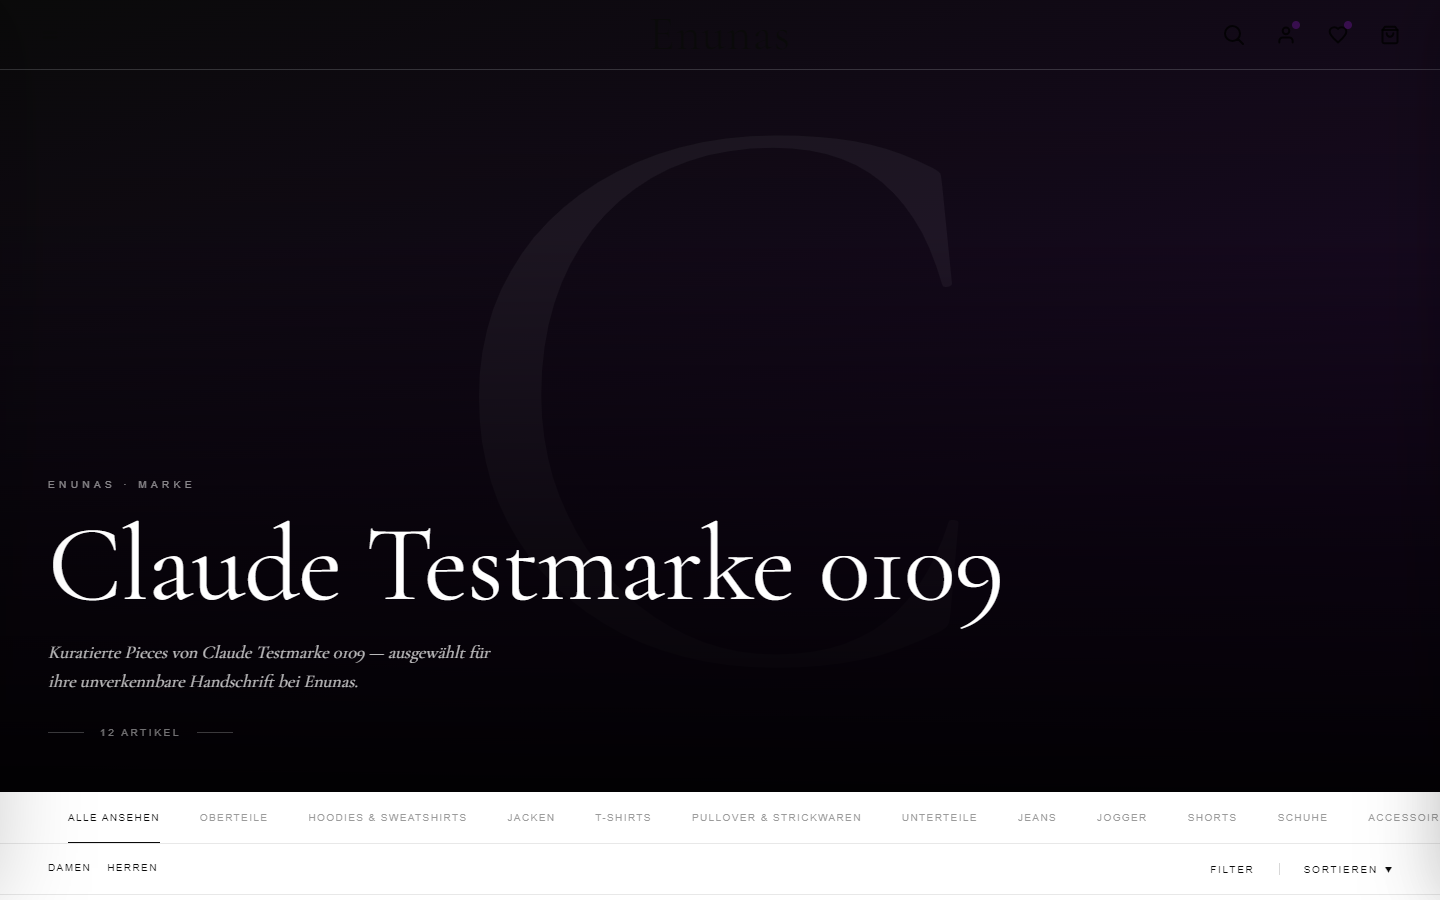 Enunas
ENUNAS · MARKE
Claude Testmarke 0109
Kuratierte Pieces von Claude Testmarke 0109 — ausgewählt für
ihre unverkennbare Handschrift bei Enunas.
12 ARTIKEL
ALLE ANSEHEN OBERTEILE HOODIES & SWEATSHIRTS JACKEN T-SHIRTS PULLOVER & STRICKWAREN UNTERTEILE JEANS JOGGER SHORTS SCHUHE ACCESSOIR
DAMEN HERREN FILTER SORTIEREN ▼